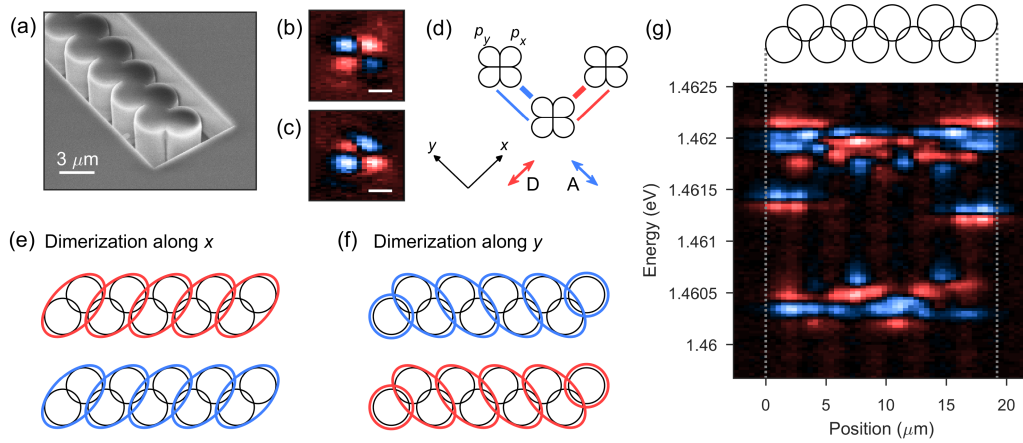 (a)
3 μm
(b)
(c)
(d)
p_y p_x
y x
D A
(e) Dimerization along x
(f) Dimerization along y
(g)
1.4625
1.462
1.4615
1.461
1.4605
1.46
Energy (eV)
0 5 10 15 20
Position (μm)